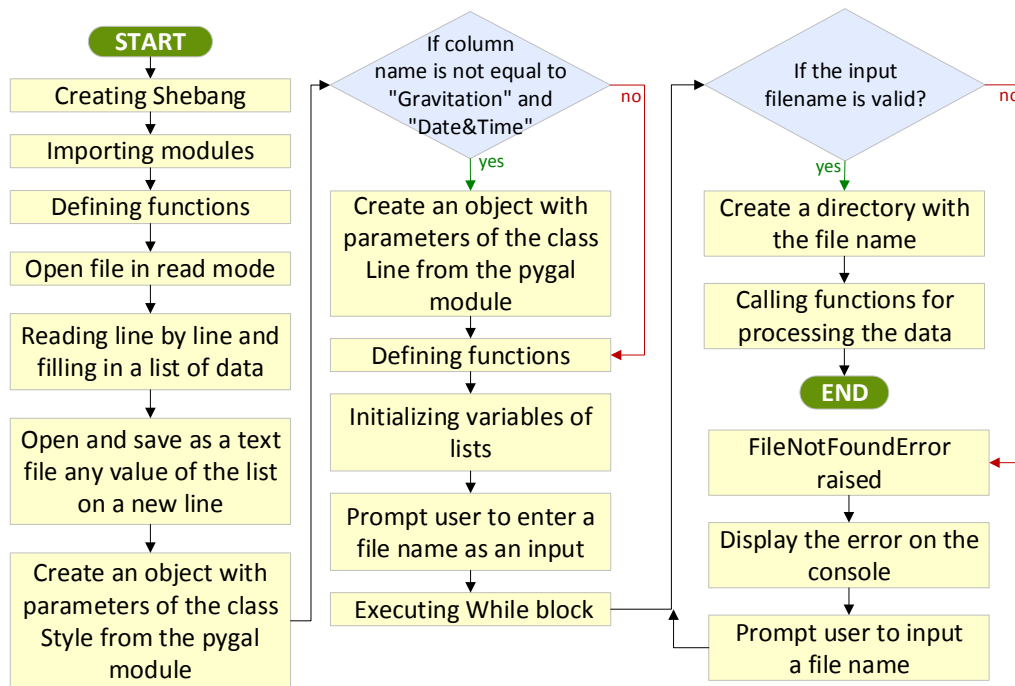 START
Creating Shebang
Importing modules
Defining functions
Open file in read mode
Reading line by line and
filling in a list of data
Open and save as a text
file any value of the list
on a new line
Create an object with
parameters of the class
Style from the pygal
module
If column
name is not equal to
"Gravitation" and
"Date&Time"
no
yes
Create an object with
parameters of the class
Line from the pygal
module
Defining functions
Initializing variables of
lists
Prompt user to enter a
file name as an input
Executing While block
If the input
filename is valid?
no
yes
Create a directory with
the file name
Calling functions for
processing the data
END
FileNotFoundError
raised
Display the error on the
console
Prompt user to input
a file name